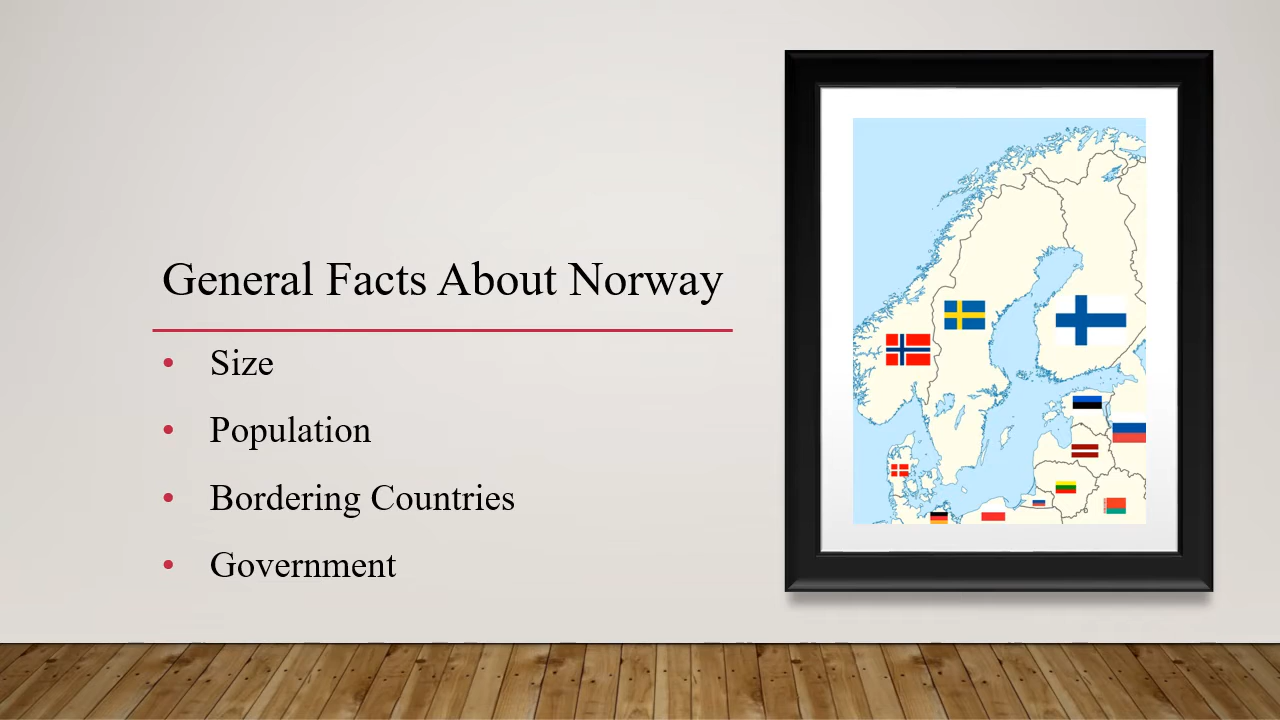 General Facts About Norway
• Size
• Population
• Bordering Countries
• Government